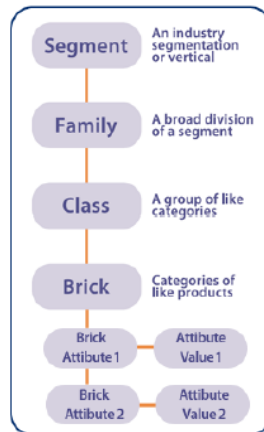 Segment
An industry
segmentation
or vertical
Family
A broad division
of a segment
Class
A group of like
categories
Brick
Categories of
like products
Brick
Attibute 1
Attibute
Value 1
Brick
Attibute 2
Attibute
Value 2